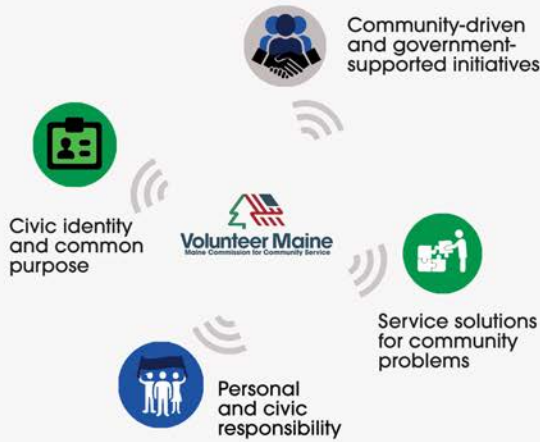 Community-driven
and government-
supported initiatives
Civic identity
and common
purpose
Volunteer Maine
Maine Commission for Community Service
Service solutions
for community
problems
Personal
and civic
responsibility